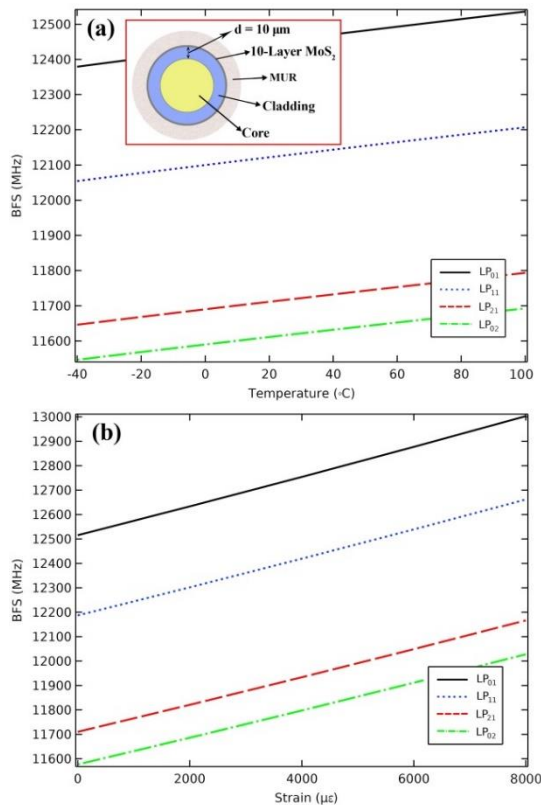 (a)
d = 10 μm
10-Layer MoS₂
MUR
Cladding
Core
12500
12400
12300
12200
12100
12000
11900
11800
11700
11600
BFS (MHz)
LP₀₁
LP₁₁
LP₂₁
LP₀₂
-40 -20 0 20 40 60 80 100
Temperature (◦C)
(b)
13000
12900
12800
12700
12600
12500
12400
12300
12200
12100
12000
11900
11800
11700
11600
BFS (MHz)
LP₀₁
LP₁₁
LP₂₁
LP₀₂
0 2000 4000 6000 8000
Strain (με)